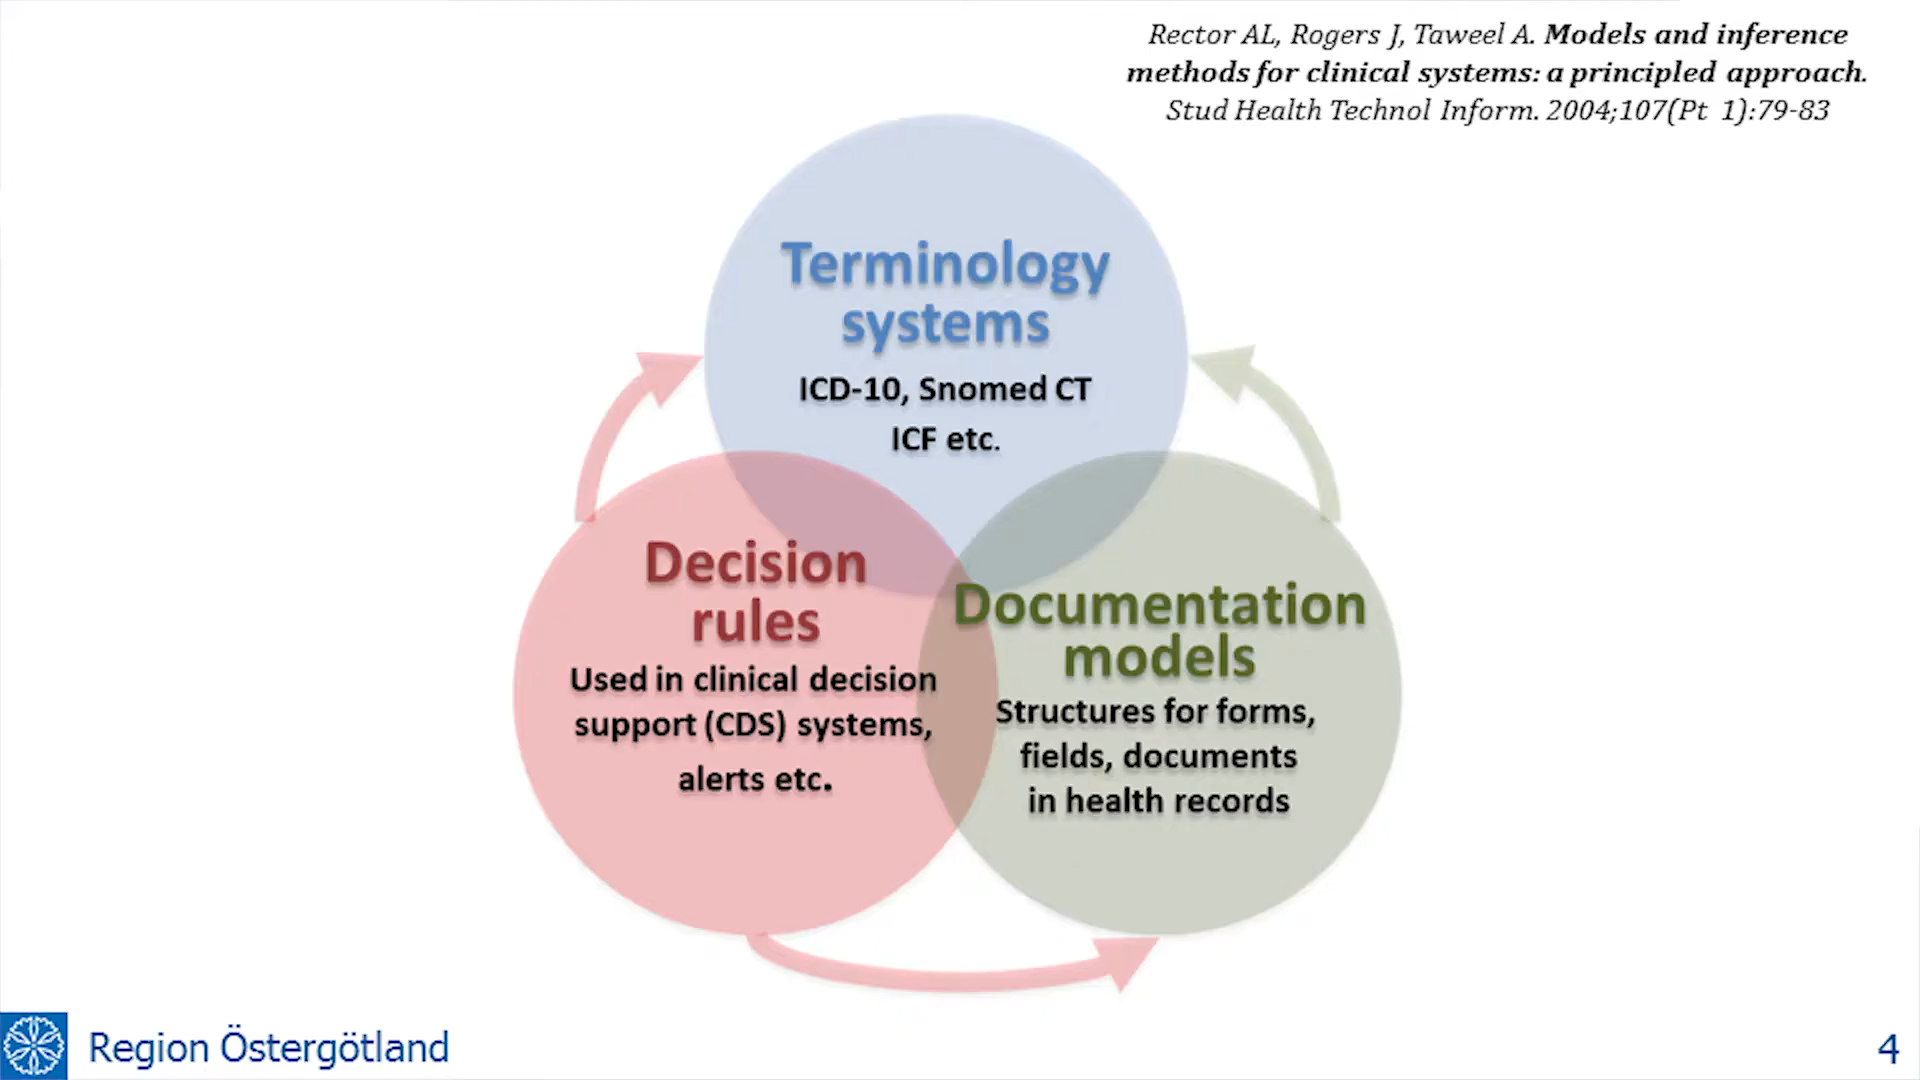 Rector AL, Rogers J, Taweel A. Models and inference
methods for clinical systems: a principled approach.
Stud Health Technol Inform. 2004;107(Pt 1):79-83
Terminology
systems
ICD-10, Snomed CT
ICF etc.
Decision
rules
Used in clinical decision
support (CDS) systems,
alerts etc.
Documentation
models
Structures for forms,
fields, documents
in health records
Region Östergötland
4